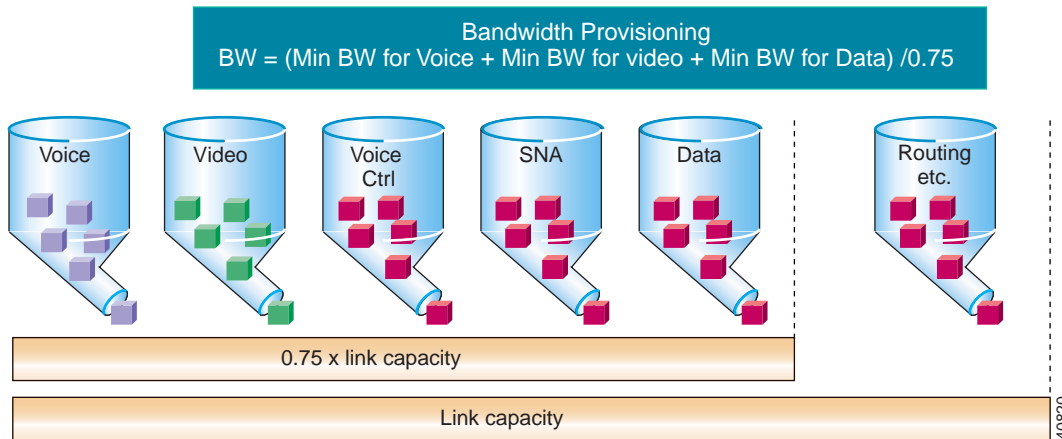 Bandwidth Provisioning
BW = (Min BW for Voice + Min BW for video + Min BW for Data) /0.75
Voice
Video
Voice
Ctrl
SNA
Data
Routing
etc.
0.75 x link capacity
Link capacity